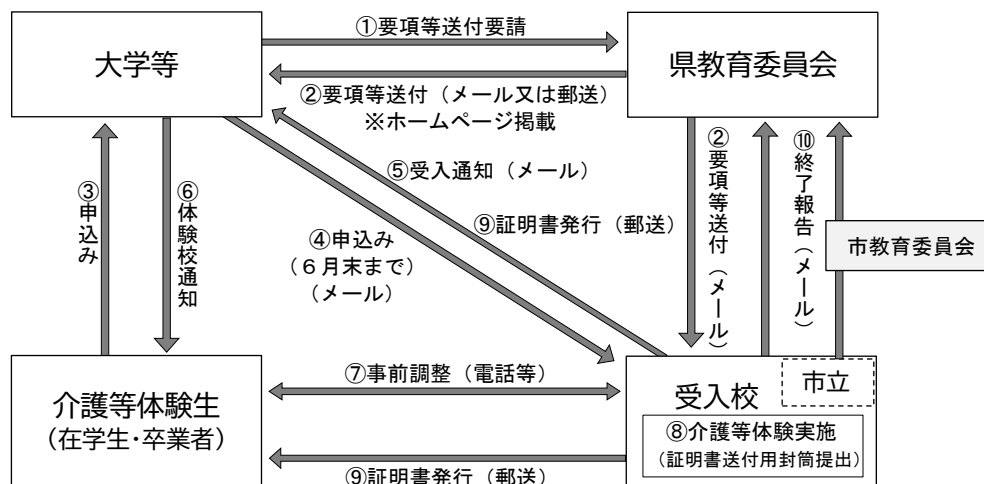 ①要項等送付要請
大学等
県教育委員会
②要項等送付（メール又は郵送）
※ホームページ掲載
⑤受入通知（メール）
⑨証明書発行（郵送）
②要項等送付（メール）
⑩終了報告（メール）
市教育委員会
③申込み
⑥体験校通知
④申込み
（６月末まで）
（メール）
⑦事前調整（電話等）
介護等体験生
（在学生・卒業者）
受入校
市立
⑧介護等体験実施
（証明書送付用封筒提出）
⑨証明書発行（郵送）